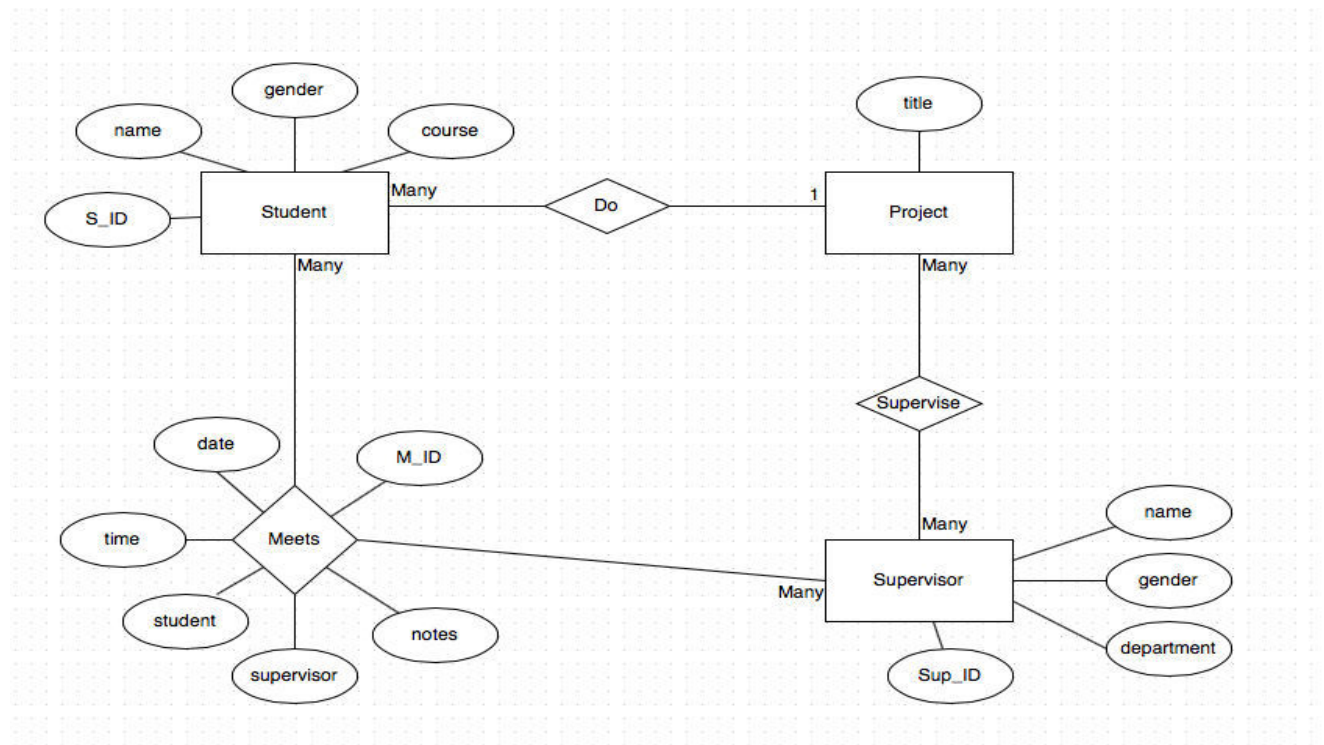 gender
title
name
course
Many
1
Do
S_ID
Student
Project
Many
Many
Supervise
date
M_ID
name
Many
time
Meets
Supervisor
gender
Many
student
notes
department
supervisor
Sup_ID